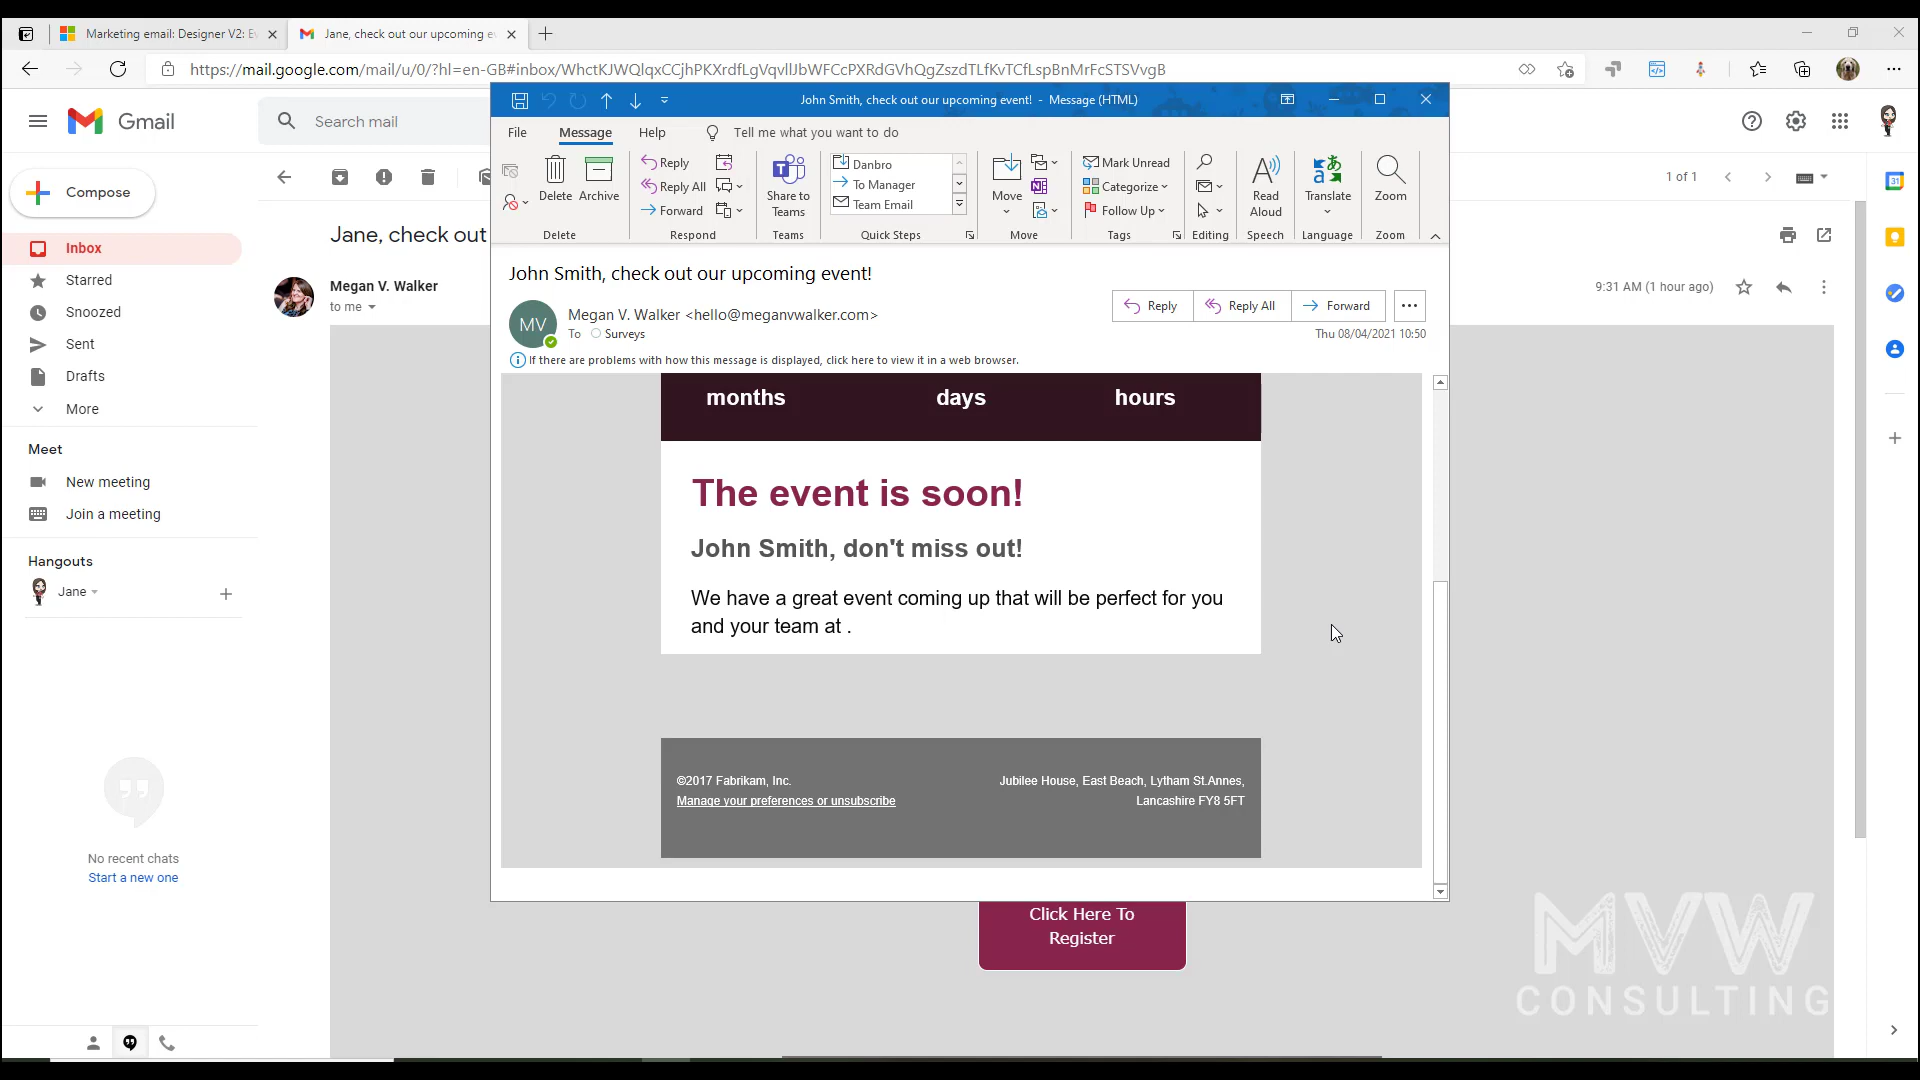 Marketing email: Designer V2: Ev
Jane, check out our upcoming ev
https://mail.google.com/mail/u/0/?hl=en-GB#inbox/WhctKJWQlqxCCjhPKXrdfLgVqvllJbWFCcPXRdGVhQgZszdTLfKvTCfLspBnMrFcSTSVvgB
Gmail
Search mail
Compose
Inbox
Starred
Snoozed
Sent
Drafts
More
Meet
New meeting
Join a meeting
Hangouts
Jane
No recent chats
Start a new one
1 of 1
Jane, check out
Megan V. Walker
to me
9:31 AM (1 hour ago)
31
John Smith, check out our upcoming event! - Message (HTML)
File Message Help Tell me what you want to do
Delete
Archive
Delete
Reply
Reply All
Forward
Respond
Share to
Teams
Teams
Danbro
To Manager
Team Email
Quick Steps
Move
Move
Mark Unread
Categorize
Follow Up
Tags
Editing
Read
Aloud
Speech
Translate
Language
Zoom
Zoom
John Smith, check out our upcoming event!
MV
Megan V. Walker <hello@meganvwalker.com>
To Surveys
Reply Reply All Forward
Thu 08/04/2021 10:50
If there are problems with how this message is displayed, click here to view it in a web browser.
months days hours
The event is soon!
John Smith, don't miss out!
We have a great event coming up that will be perfect for you
and your team at .
©2017 Fabrikam, Inc.
Manage your preferences or unsubscribe
Jubilee House, East Beach, Lytham St.Annes,
Lancashire FY8 5FT
Click Here To
Register
MVW
CONSULTING